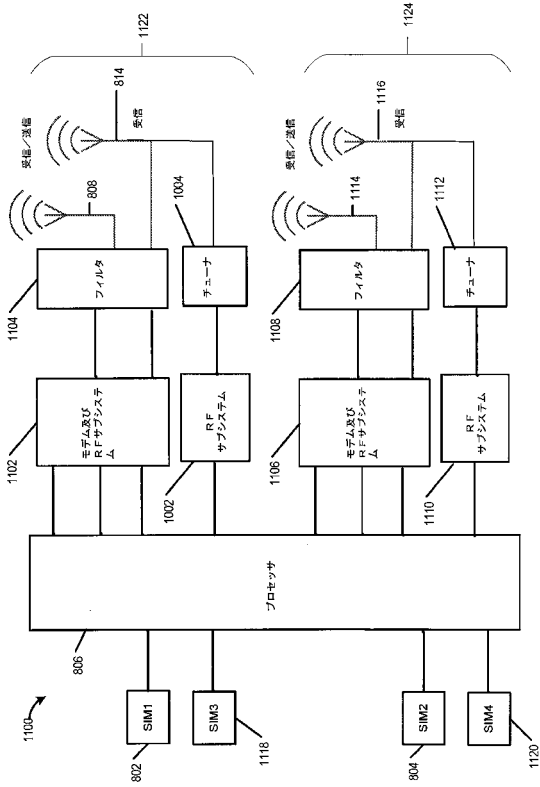 1100
SIM1
802
SIM3
1118
SIM2
804
SIM4
1120
806
プロセッサ
1102
モデム及び
RFサブシステ
ム
1002
RF
サブシステム
1104
フィルタ
1004
チューナ
808
受信/送信
814
受信
1122
1106
モデム及び
RFサブシステ
ム
1110
RF
サブシステム
1108
フィルタ
1112
チューナ
1114
受信/送信
1116
受信
1124